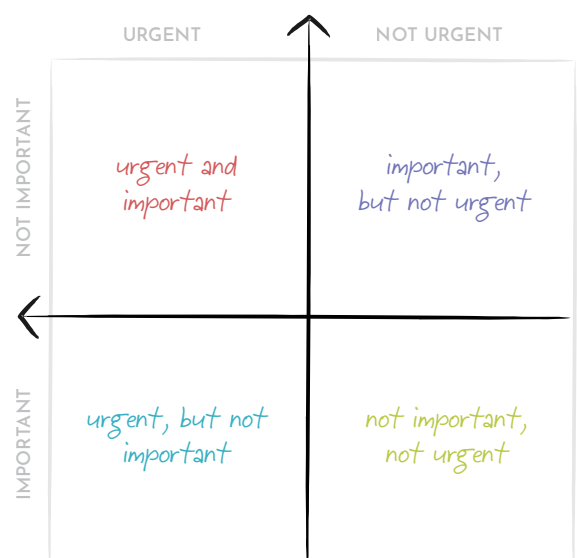 URGENT
NOT URGENT
NOT IMPORTANT
urgent and
important
important,
but not urgent
IMPORTANT
urgent, but not
important
not important,
not urgent